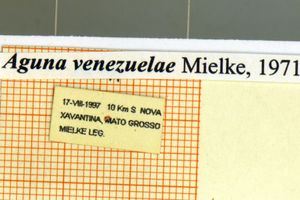 Aguna venezuelae Mielke, 1971
17-VIII-1997 10 Km S NOVA
XAVANTINA, MATO GROSSO
MIELKE LEG.